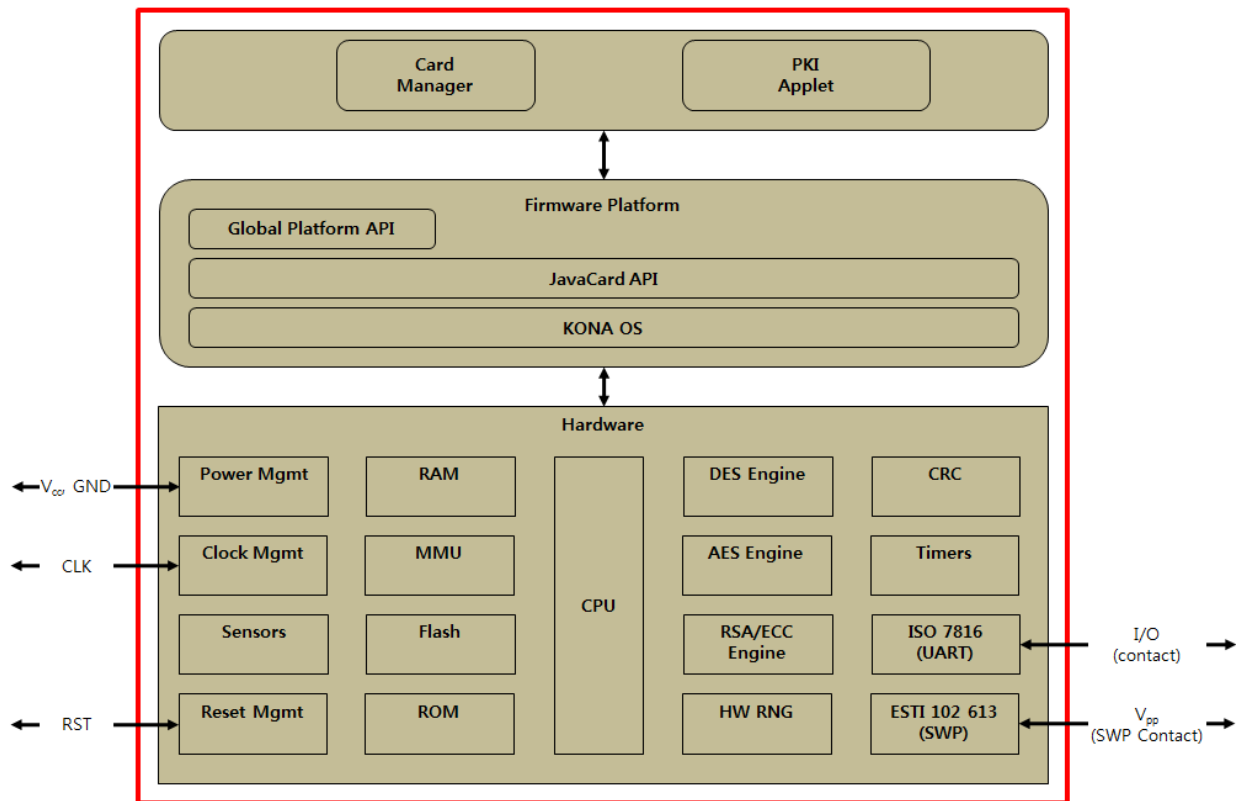 Card
Manager
PKI
Applet
Firmware Platform
Global Platform API
JavaCard API
KONA OS
Hardware
Power Mgmt
RAM
CPU
DES Engine
CRC
Vcc, GND
Clock Mgmt
MMU
AES Engine
Timers
CLK
Sensors
Flash
RSA/ECC
Engine
ISO 7816
(UART)
I/O
(contact)
Reset Mgmt
ROM
HW RNG
ESTI 102 613
(SWP)
RST
Vpp
(SWP Contact)